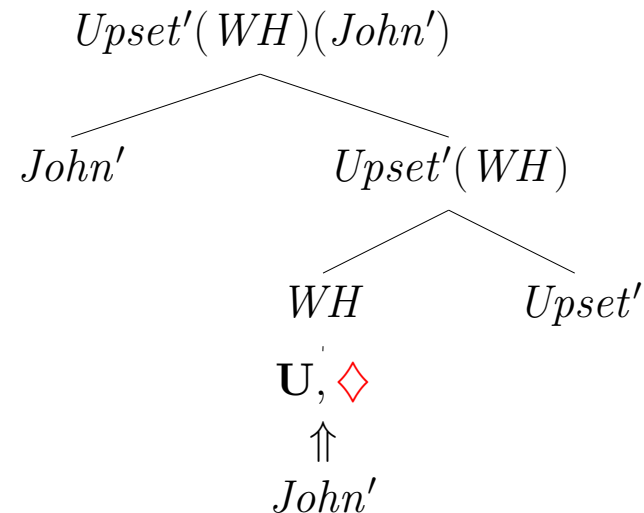 Upset′(WH)(John′)
John′ Upset′(WH)
WH Upset′
U, ♢
⇑
John′